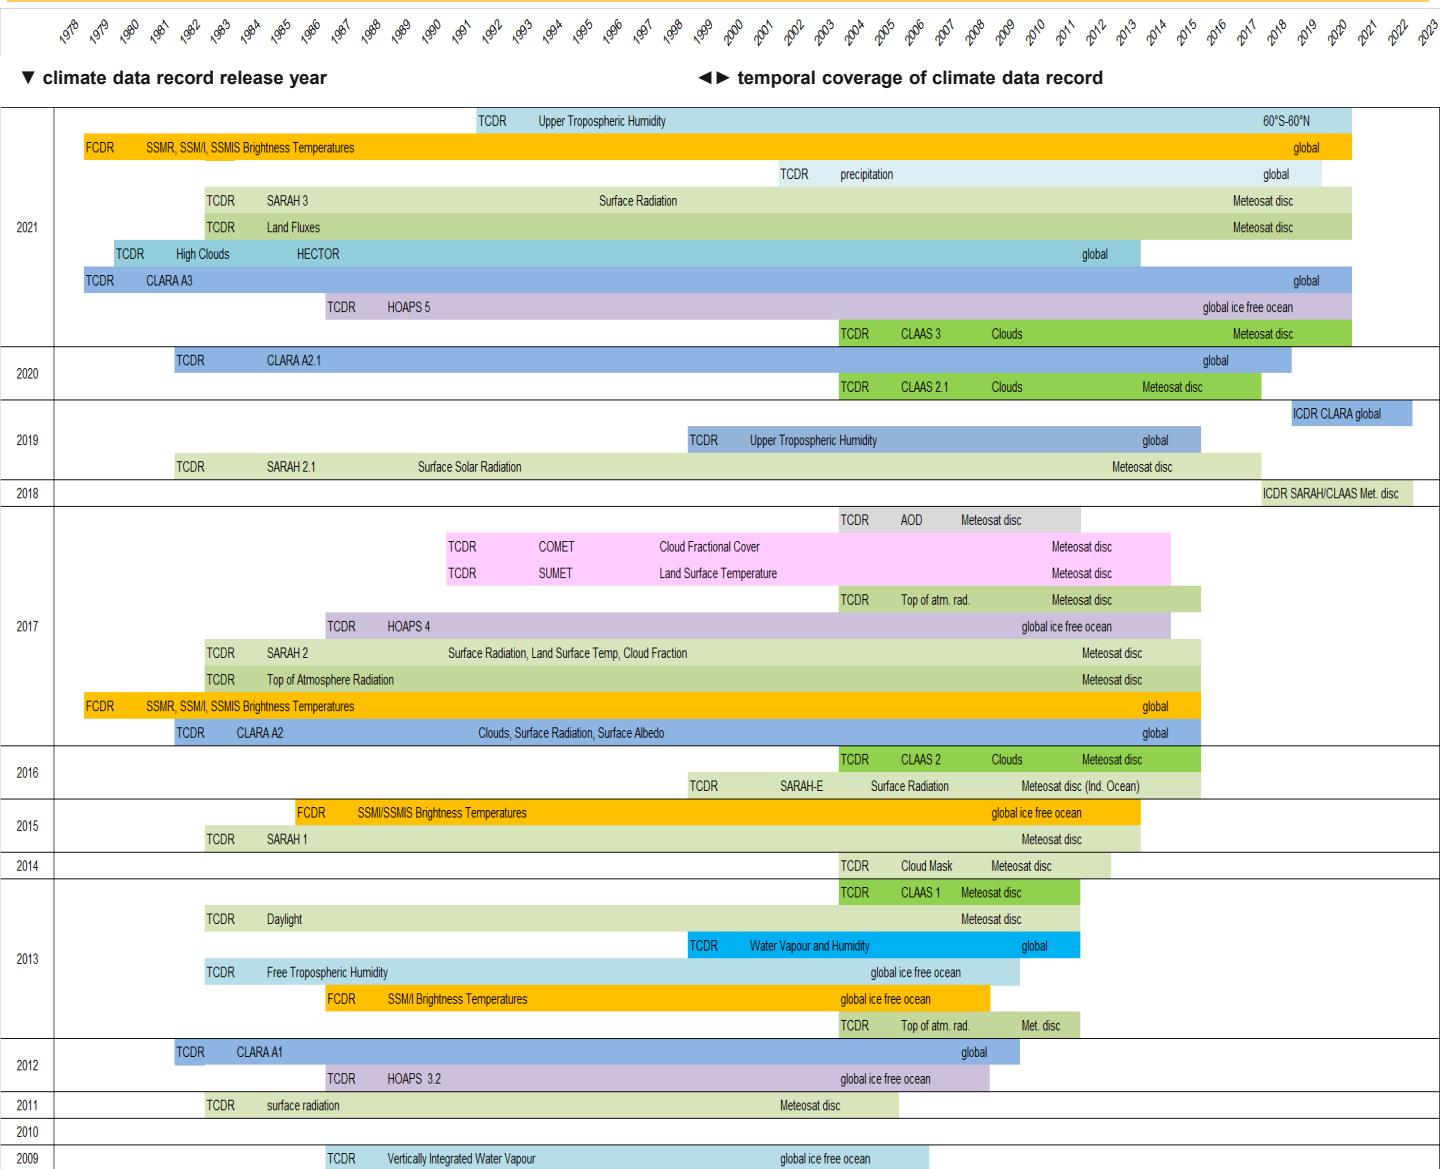 1978 1979 1980 1981 1982 1983 1984 1985 1986 1987 1988 1989 1990 1991 1992 1993 1994 1995 1996 1997 1998 1999 2000 2001 2002 2003 2004 2005 2006 2007 2008 2009 2010 2011 2012 2013 2014 2015 2016 2017 2018 2019 2020 2021 2022 2023
▼ climate data record release year ◄► temporal coverage of climate data record
TCDR Upper Tropospheric Humidity 60°S-60°N
FCDR SSMR, SSM/I, SSMIS Brightness Temperatures global
TCDR precipitation global
TCDR SARAH 3 Surface Radiation Meteosat disc
2021 TCDR Land Fluxes Meteosat disc
TCDR High Clouds HECTOR global
TCDR CLARA A3 global
TCDR HOAPS 5 global ice free ocean
TCDR CLAAS 3 Clouds Meteosat disc
2020
TCDR CLARA A2.1 global
TCDR CLAAS 2.1 Clouds Meteosat disc
ICDR CLARA global
2019 TCDR Upper Tropospheric Humidity global
TCDR SARAH 2.1 Surface Solar Radiation Meteosat disc
2018 ICDR SARAH/CLAAS Met. disc
TCDR AOD Meteosat disc
TCDR COMET Cloud Fractional Cover Meteosat disc
TCDR SUMET Land Surface Temperature Meteosat disc
TCDR Top of atm. rad. Meteosat disc
2017 TCDR HOAPS 4 global ice free ocean
TCDR SARAH 2 Surface Radiation, Land Surface Temp, Cloud Fraction Meteosat disc
TCDR Top of Atmosphere Radiation Meteosat disc
FCDR SSMR, SSM/I, SSMIS Brightness Temperatures global
TCDR CLARA A2 Clouds, Surface Radiation, Surface Albedo global
2016
TCDR CLAAS 2 Clouds Meteosat disc
TCDR SARAH-E Surface Radiation Meteosat disc (Ind. Ocean)
2015
FCDR SSMI/SSMIS Brightness Temperatures global ice free ocean
TCDR SARAH 1 Meteosat disc
2014 TCDR Cloud Mask Meteosat disc
TCDR CLAAS 1 Meteosat disc
TCDR Daylight Meteosat disc
2013
TCDR Water Vapour and Humidity global
TCDR Free Tropospheric Humidity global ice free ocean
FCDR SSM/I Brightness Temperatures global ice free ocean
TCDR Top of atm. rad. Met. disc
2012
TCDR CLARA A1 global
TCDR HOAPS 3.2 global ice free ocean
2011 TCDR surface radiation Meteosat disc
2010
2009 TCDR Vertically Integrated Water Vapour global ice free ocean